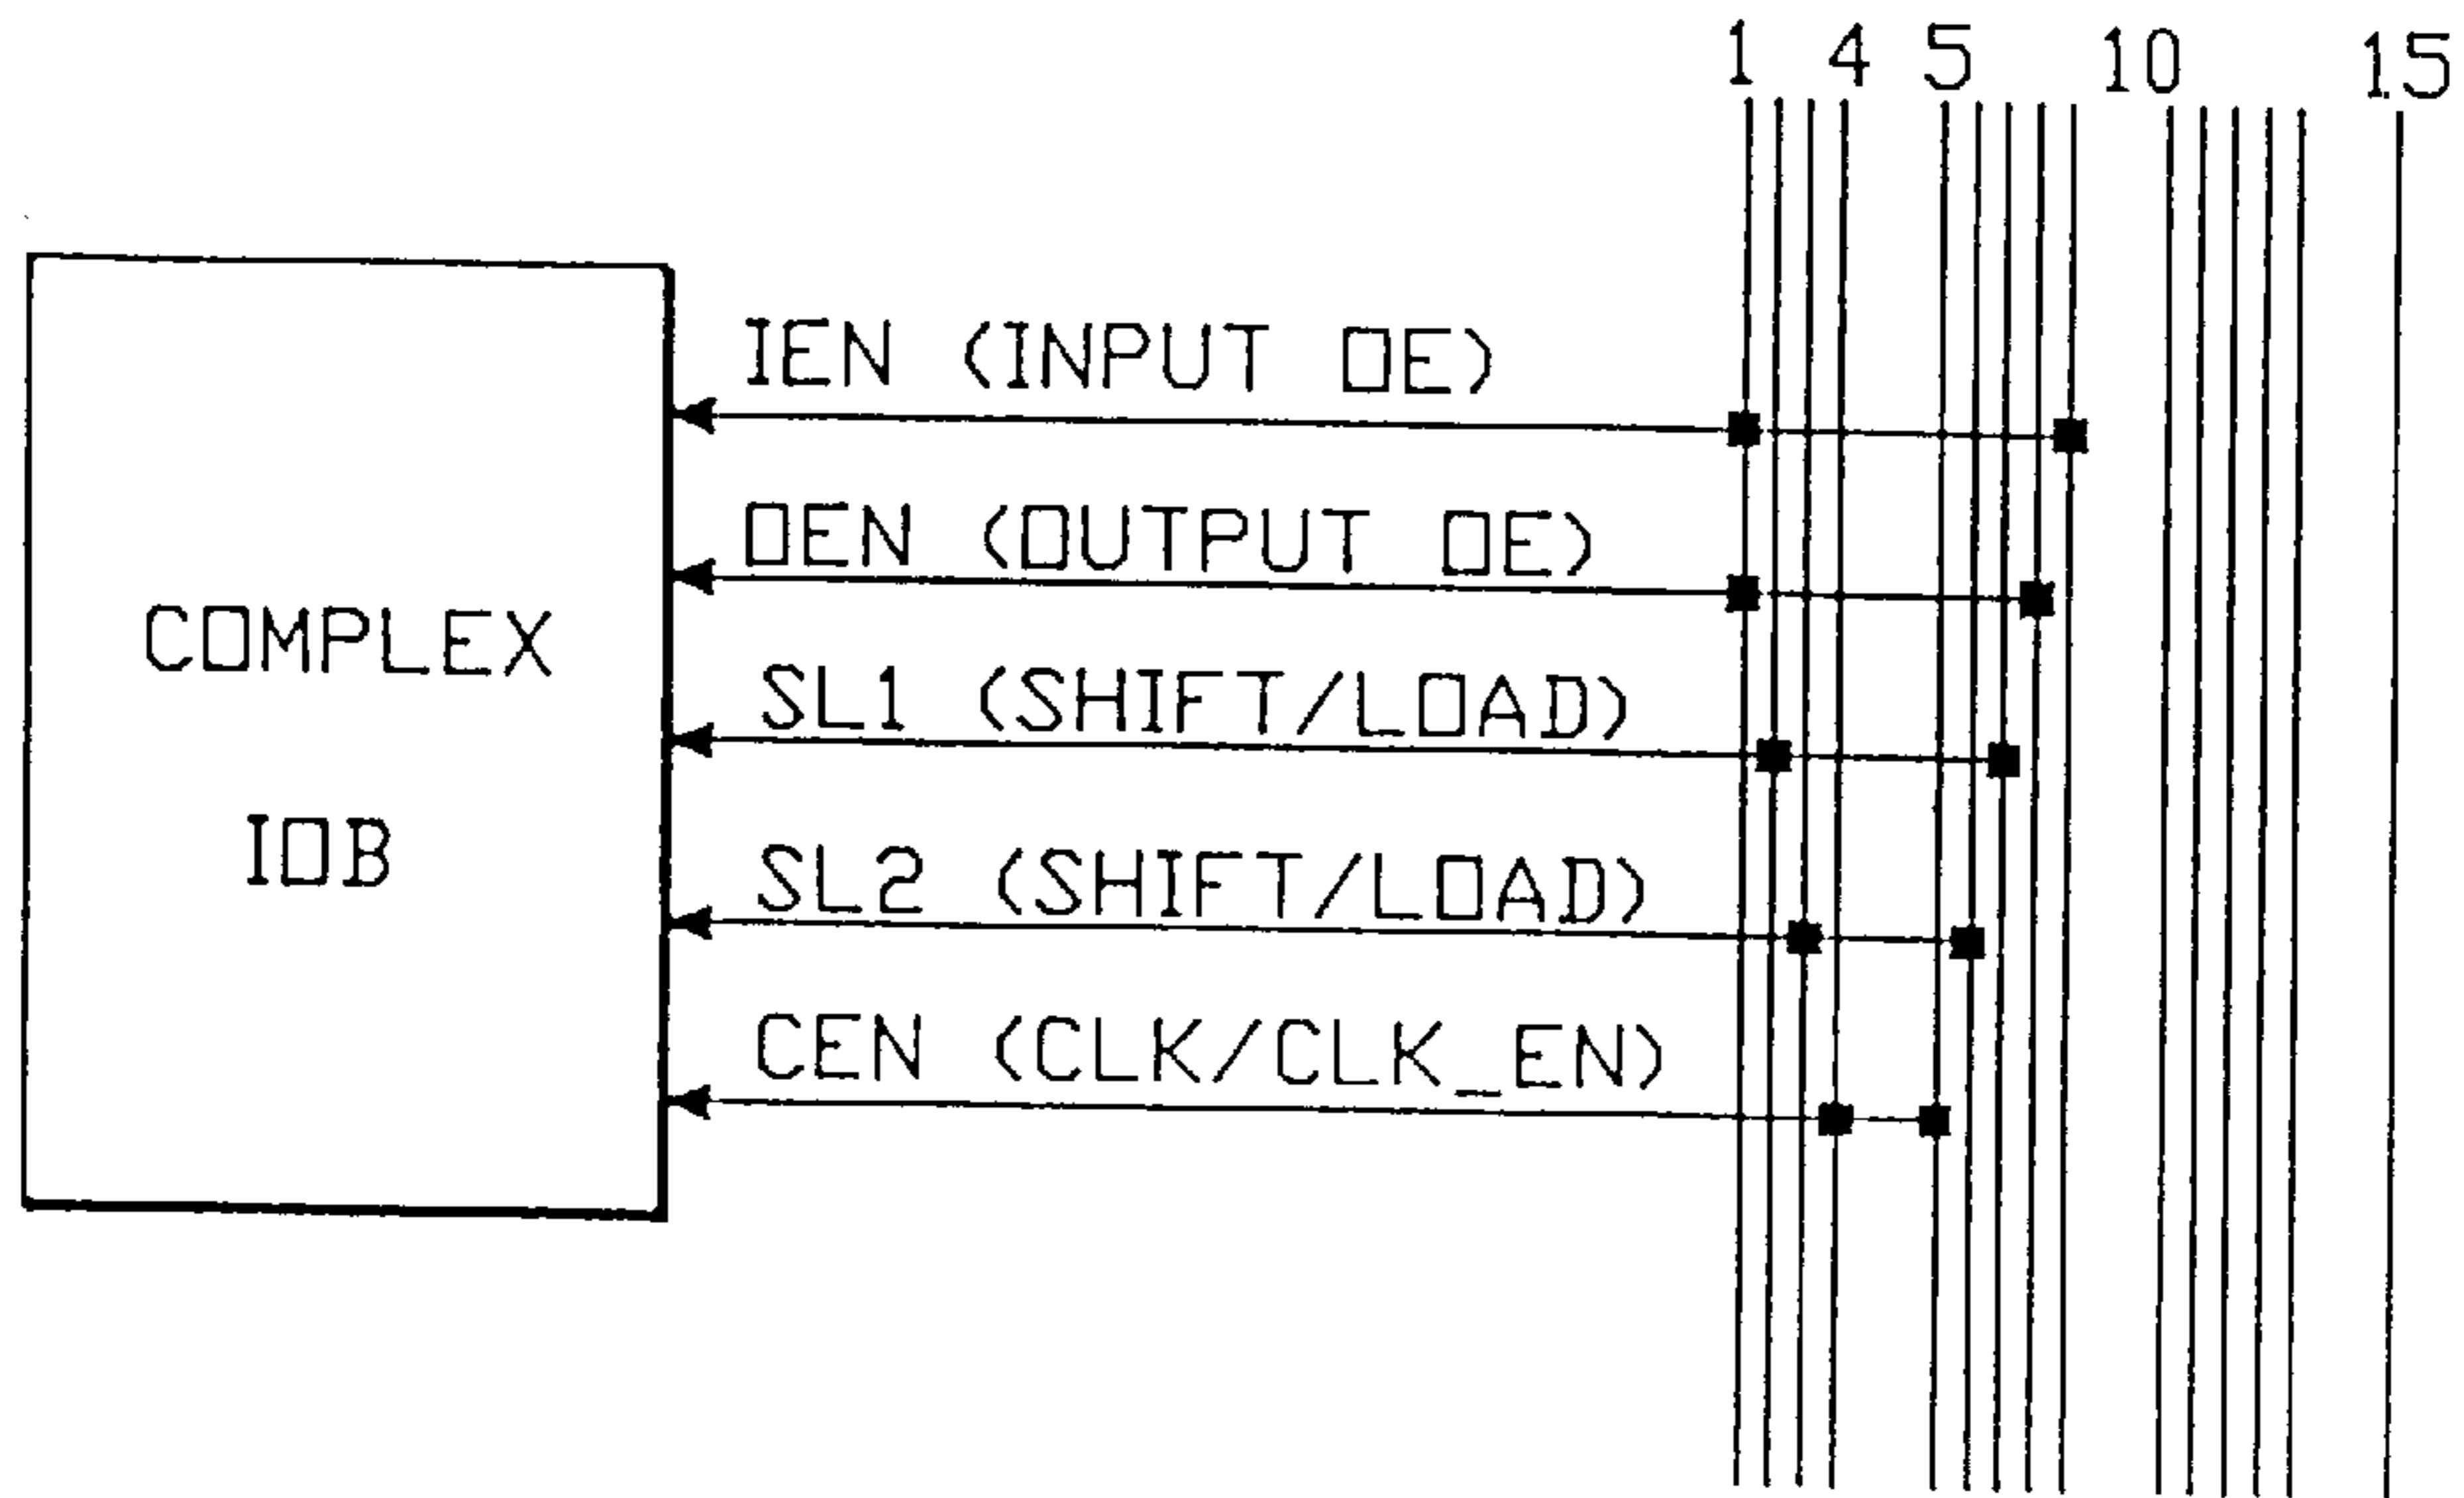 1 4 5 10 15
IEN (INPUT OE)
OEN (OUTPUT OE)
SL1 (SHIFT/LOAD)
SL2 (SHIFT/LOAD)
CEN (CLK/CLK_EN)
COMPLEX
IOB